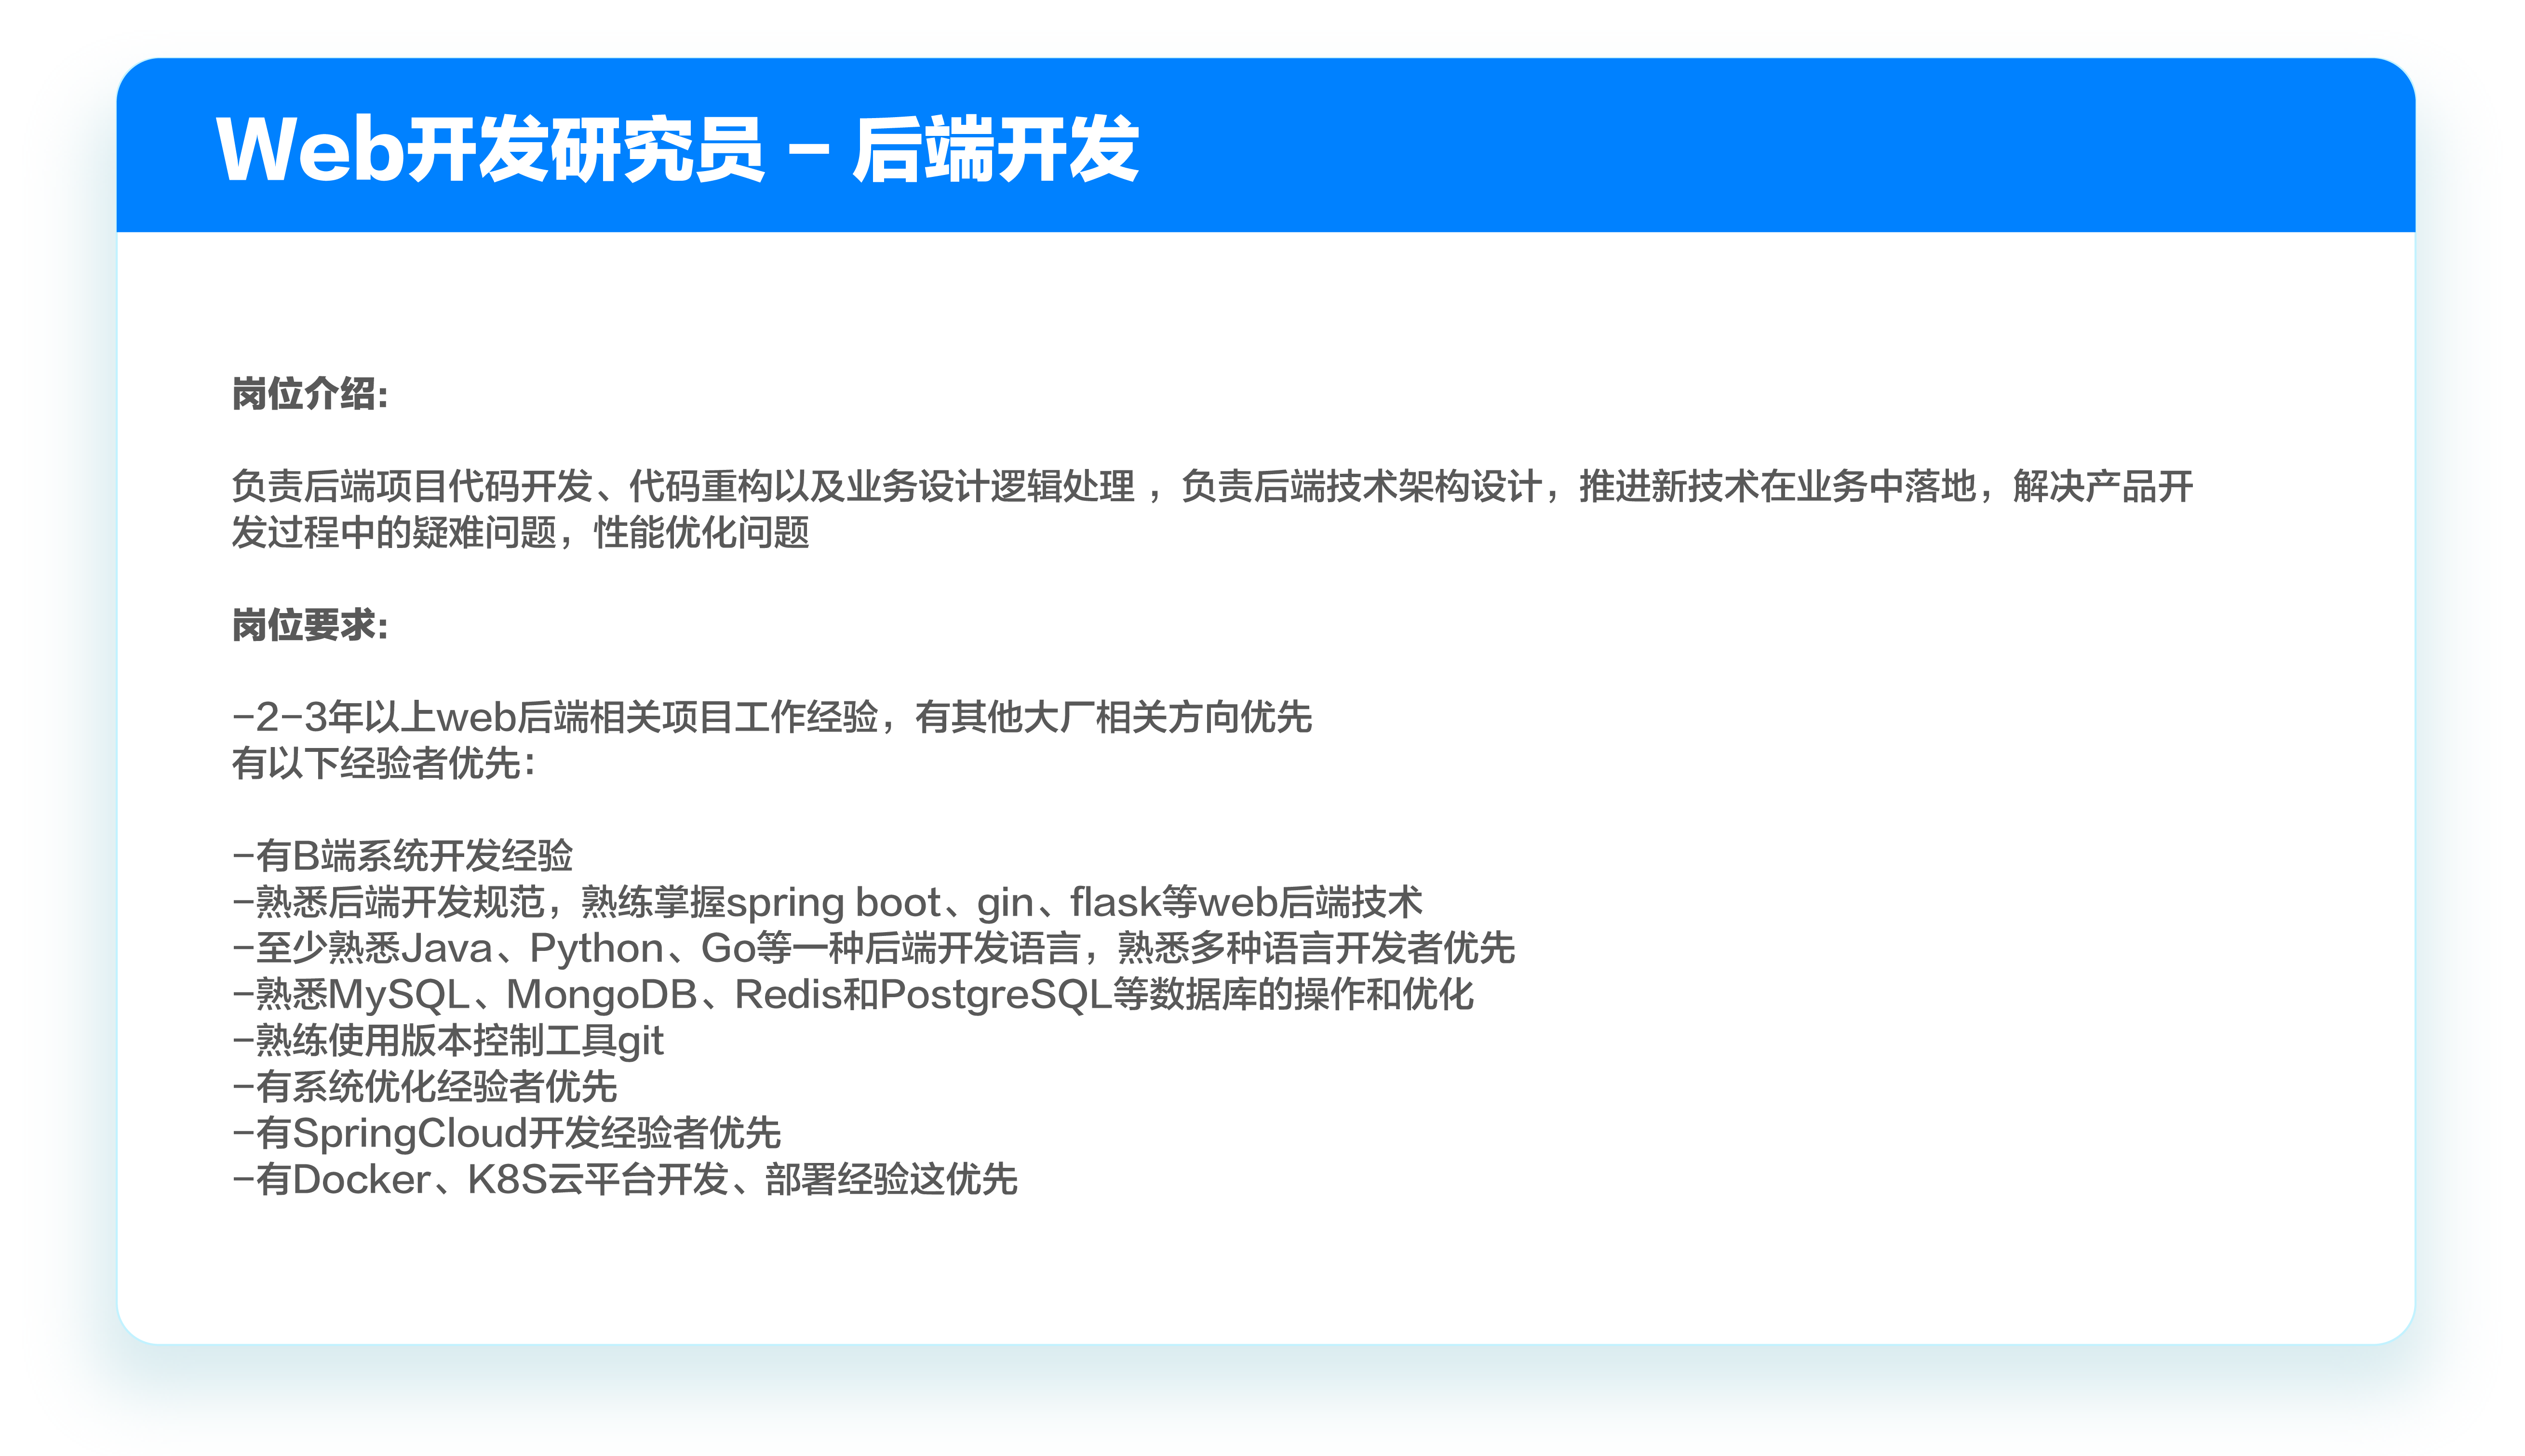 Web开发研究员 - 后端开发
岗位介绍:
负责后端项目代码开发、代码重构以及业务设计逻辑处理 ，负责后端技术架构设计，推进新技术在业务中落地，解决产品开
发过程中的疑难问题，性能优化问题
岗位要求:
-2-3年以上web后端相关项目工作经验，有其他大厂相关方向优先
有以下经验者优先：
-有B端系统开发经验
-熟悉后端开发规范，熟练掌握spring boot、gin、flask等web后端技术
-至少熟悉Java、Python、Go等一种后端开发语言，熟悉多种语言开发者优先
-熟悉MySQL、MongoDB、Redis和PostgreSQL等数据库的操作和优化
-熟练使用版本控制工具git
-有系统优化经验者优先
-有SpringCloud开发经验者优先
-有Docker、K8S云平台开发、部署经验这优先